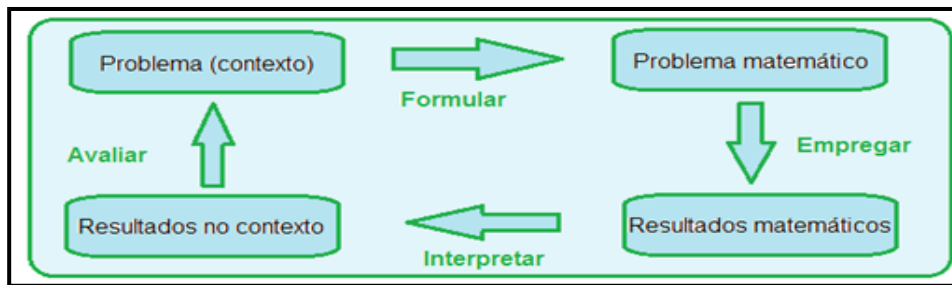 Problema (contexto)
Formular
Problema matemático
Empregar
Resultados matemáticos
Interpretar
Resultados no contexto
Avaliar